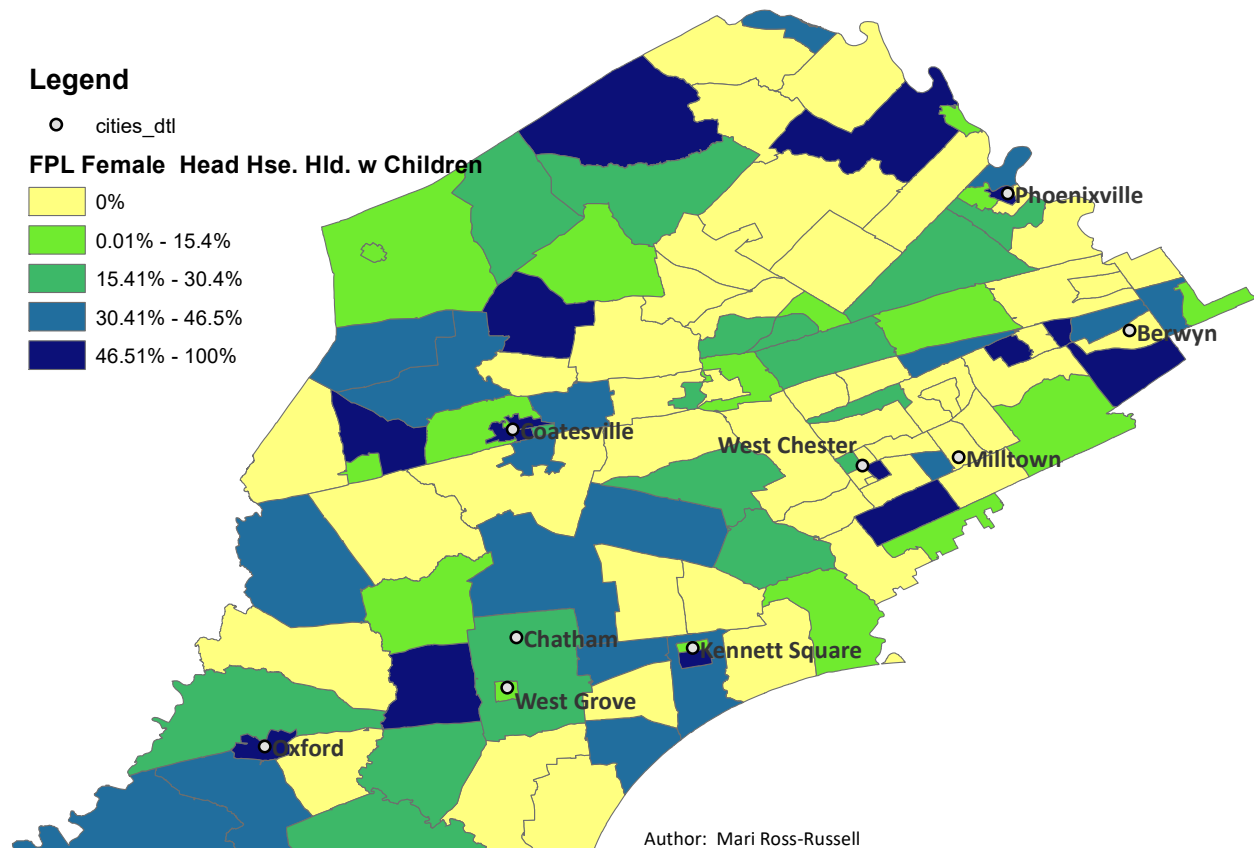 Legend
cities_dtl
FPL Female Head Hse. Hld. w Children
0%
0.01% - 15.4%
15.41% - 30.4%
30.41% - 46.5%
46.51% - 100%
Phoenixville
Berwyn
Coatesville
West Chester
Milltown
Chatham
Kennett Square
West Grove
Oxford
Author: Mari Ross-Russell